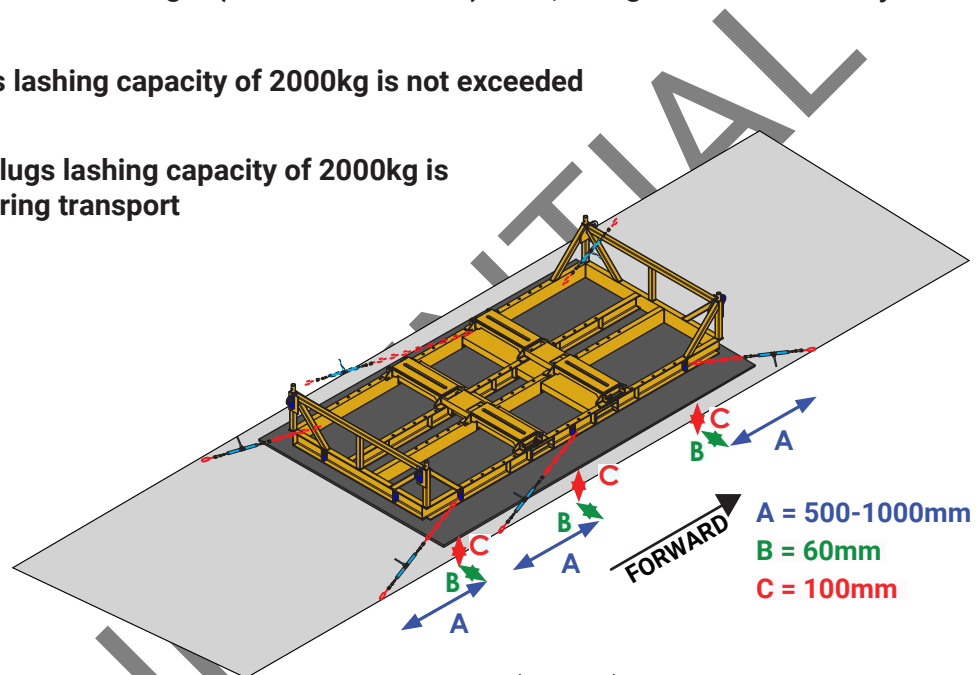 s lashing capacity of 2000kg is not exceeded
lugs lashing capacity of 2000kg is
ring transport
C
B
A
C
B
A
C
B
A
FORWARD
A = 500-1000mm
B = 60mm
C = 100mm
NTIAL